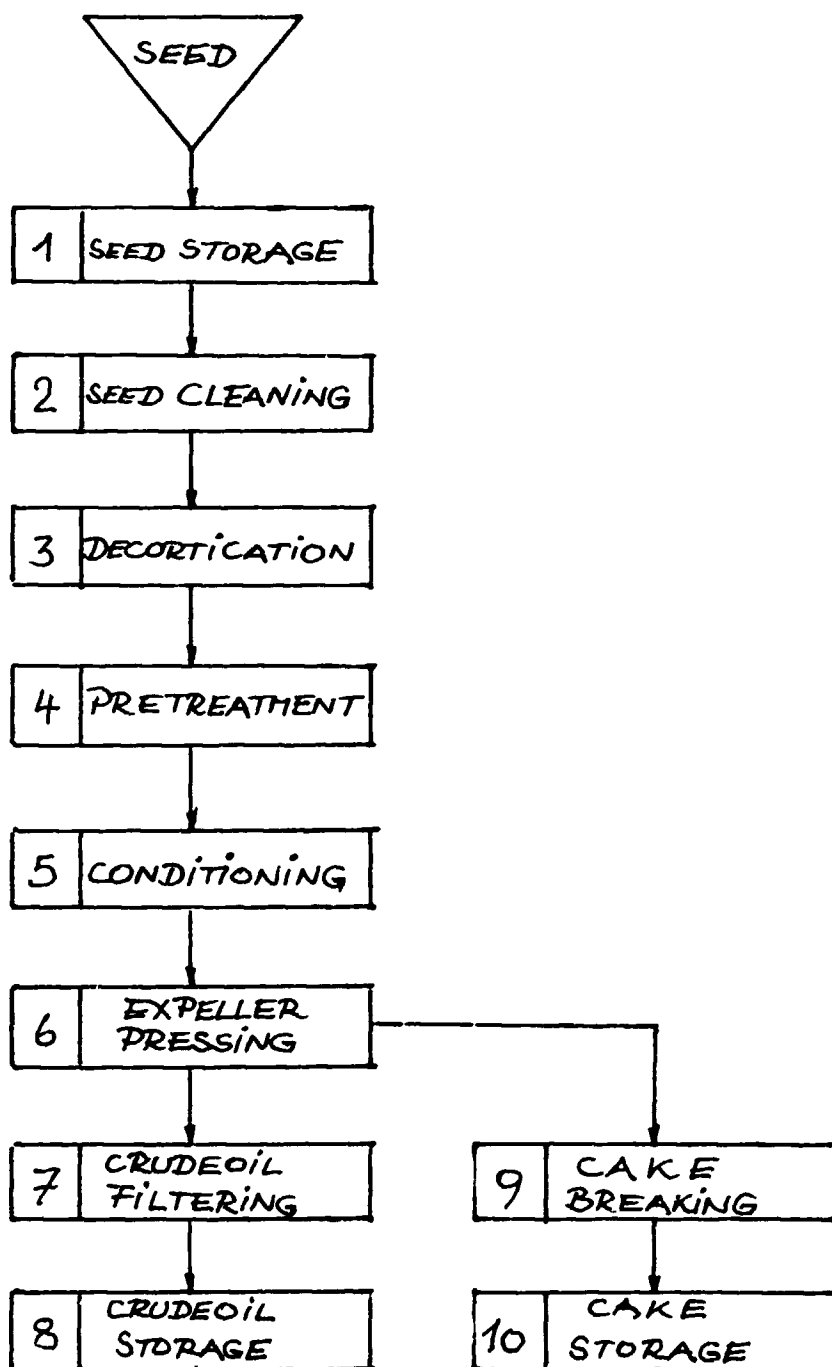 SEED
1 SEED STORAGE
2 SEED CLEANING
3 DECORTICATION
4 PRETREATMENT
5 CONDITIONING
6 EXPELLER
PRESSING
7 CRUDEOIL
FILTERING
9 CAKE
BREAKING
8 CRUDEOIL
STORAGE
10 CAKE
STORAGE